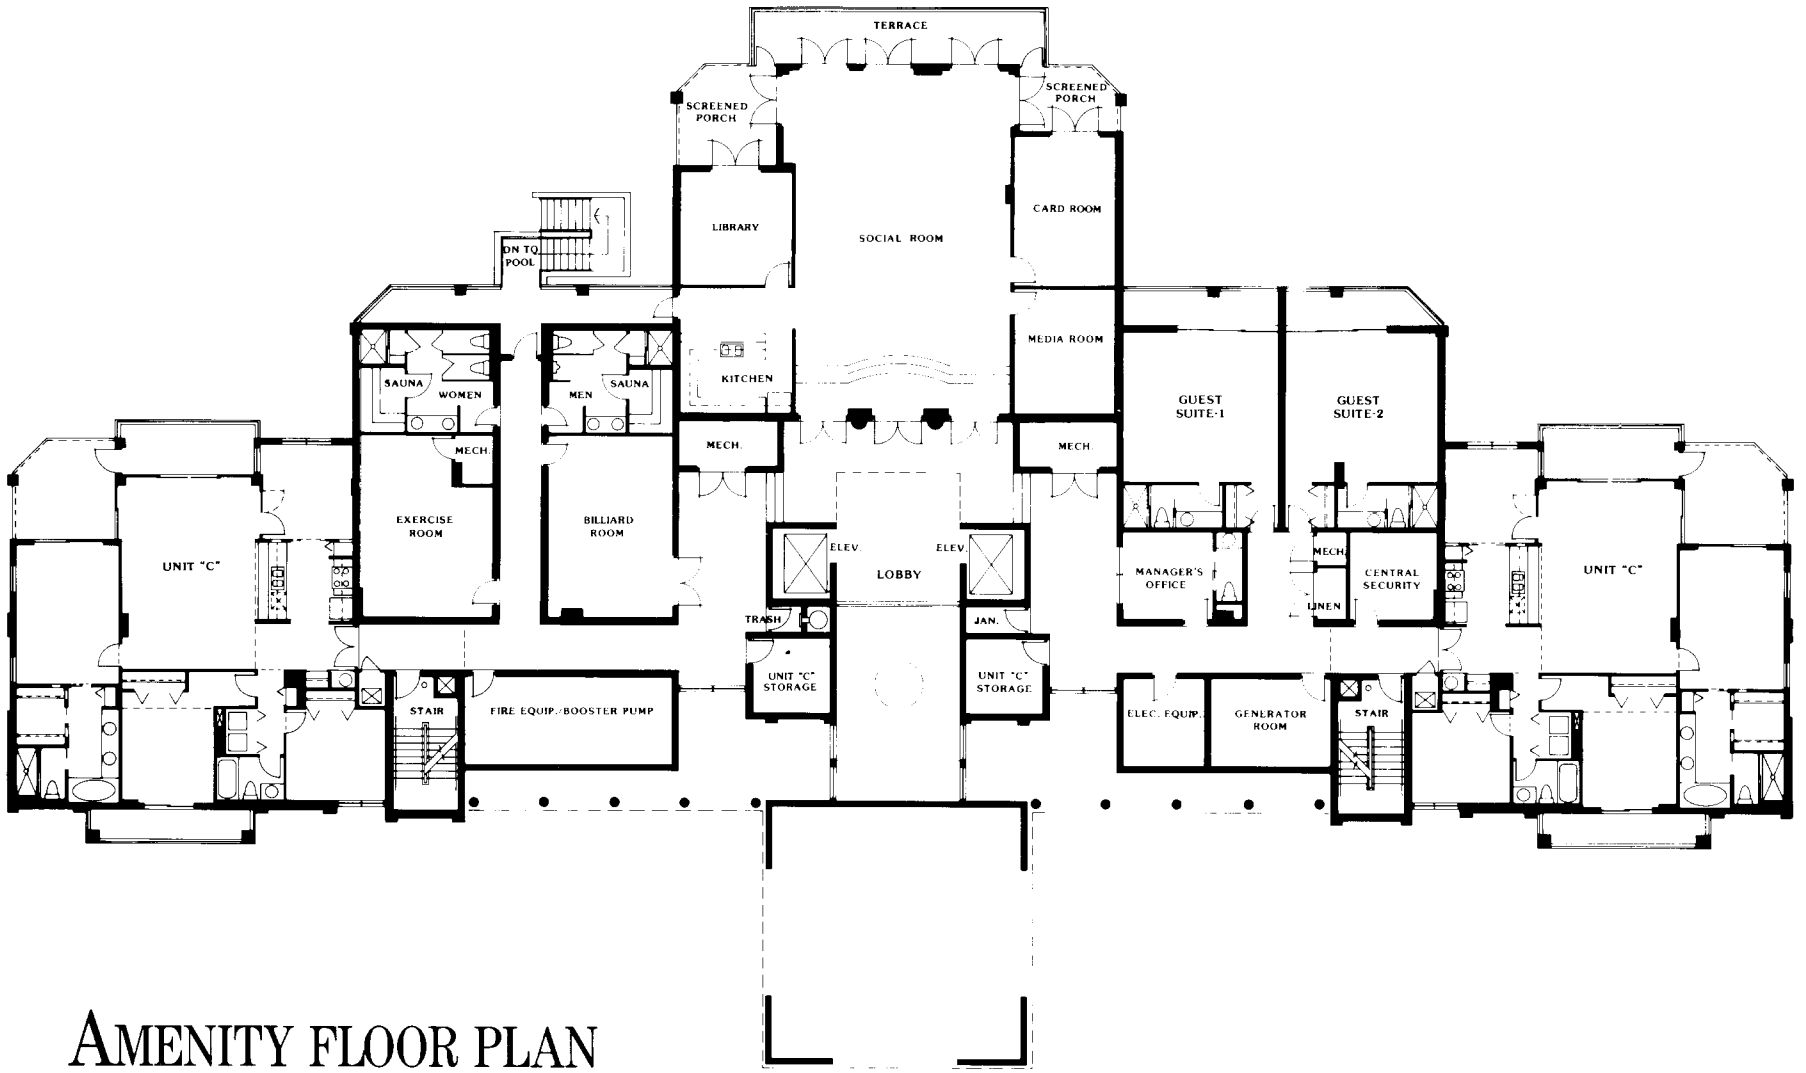 TERRACE
SCREENED
PORCH
SCREENED
PORCH
LIBRARY
SOCIAL ROOM
CARD ROOM
DN TO
POOL
MEDIA ROOM
KITCHEN
SAUNA
WOMEN
MEN
SAUNA
GUEST
SUITE-1
GUEST
SUITE-2
MECH.
MECH.
MECH.
EXERCISE
ROOM
BILLIARD
ROOM
ELEV.
ELEV.
LOBBY
UNIT "C"
MANAGER'S
OFFICE
MECH.
CENTRAL
SECURITY
LINEN
UNIT "C"
TRASH
JAN.
UNIT "C"
STORAGE
UNIT "C"
STORAGE
STAIR
FIRE EQUIP./BOOSTER PUMP
ELEC. EQUIP.
GENERATOR
ROOM
STAIR
AMENITY FLOOR PLAN